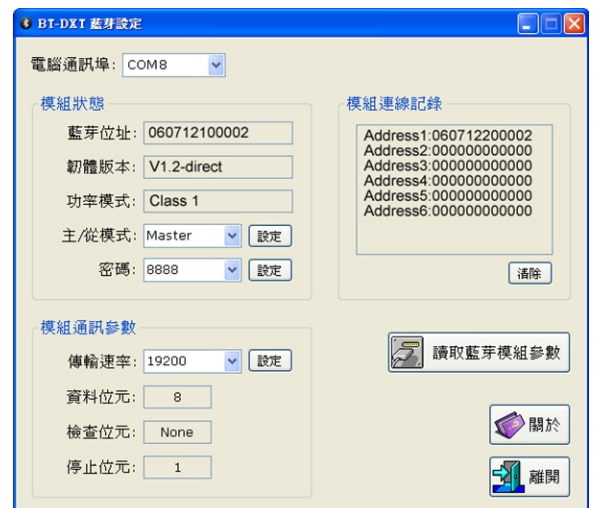 BT-DXT 藍芽設定
電腦通訊埠: COM8
模組狀態
藍芽位址: 060712100002
韌體版本: V1.2-direct
功率模式: Class 1
主/從模式: Master 設定
密碼: 8888 設定
模組連線記錄
Address1:060712200002
Address2:000000000000
Address3:000000000000
Address4:000000000000
Address5:000000000000
Address6:000000000000
清除
模組通訊參數
傳輸速率: 19200 設定
資料位元: 8
檢查位元: None
停止位元: 1
讀取藍芽模組參數
關於
離開